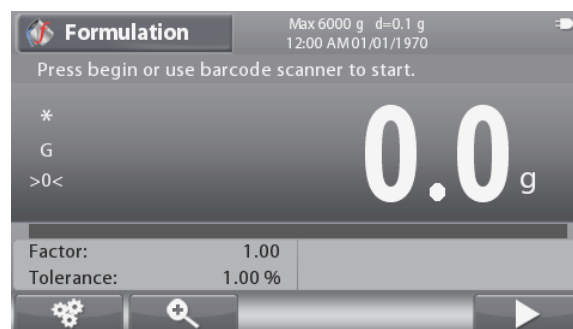 Formulation
Max 6000 g d=0.1 g
12:00 AM 01/01/1970
Press begin or use barcode scanner to start.
*
G
>0<
0.0 g
Factor: 1.00
Tolerance: 1.00 %